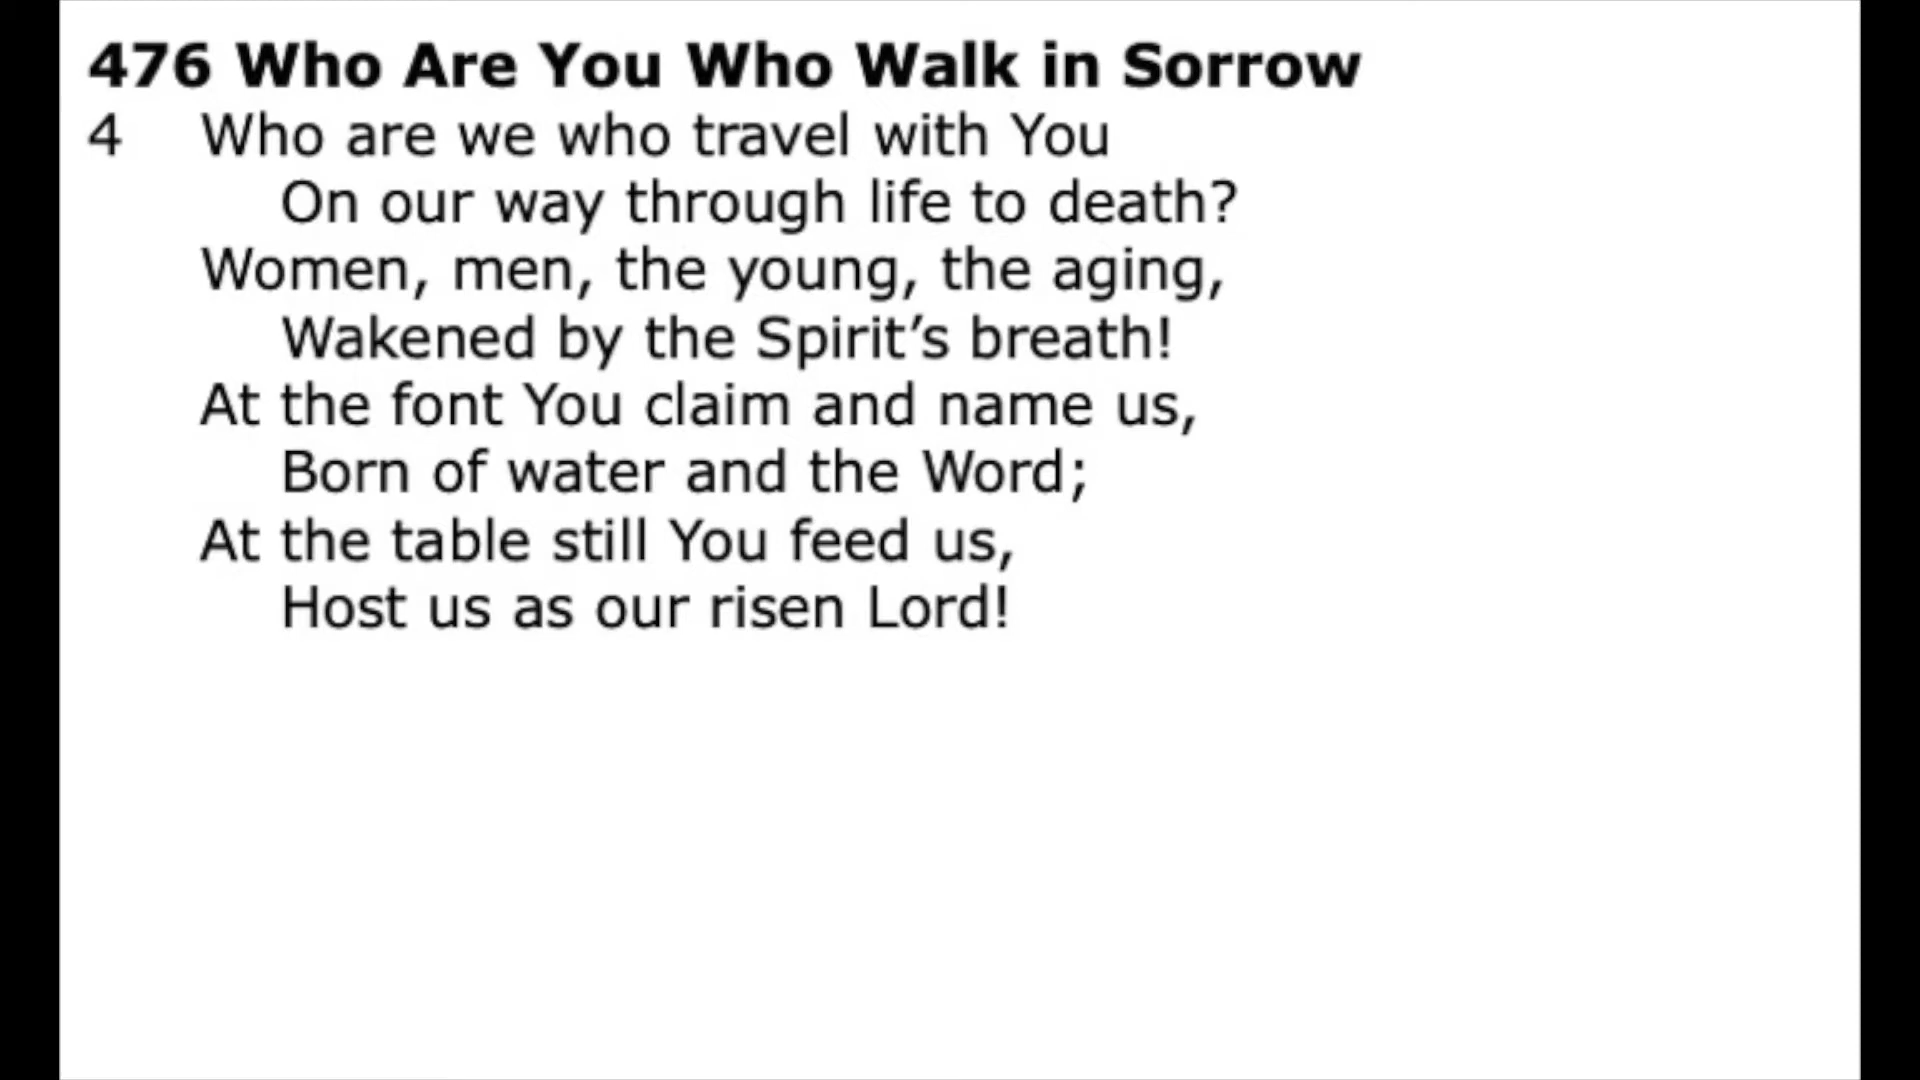 476 Who Are You Who Walk in Sorrow
4 Who are we who travel with You
On our way through life to death?
Women, men, the young, the aging,
Wakened by the Spirit’s breath!
At the font You claim and name us,
Born of water and the Word;
At the table still You feed us,
Host us as our risen Lord!